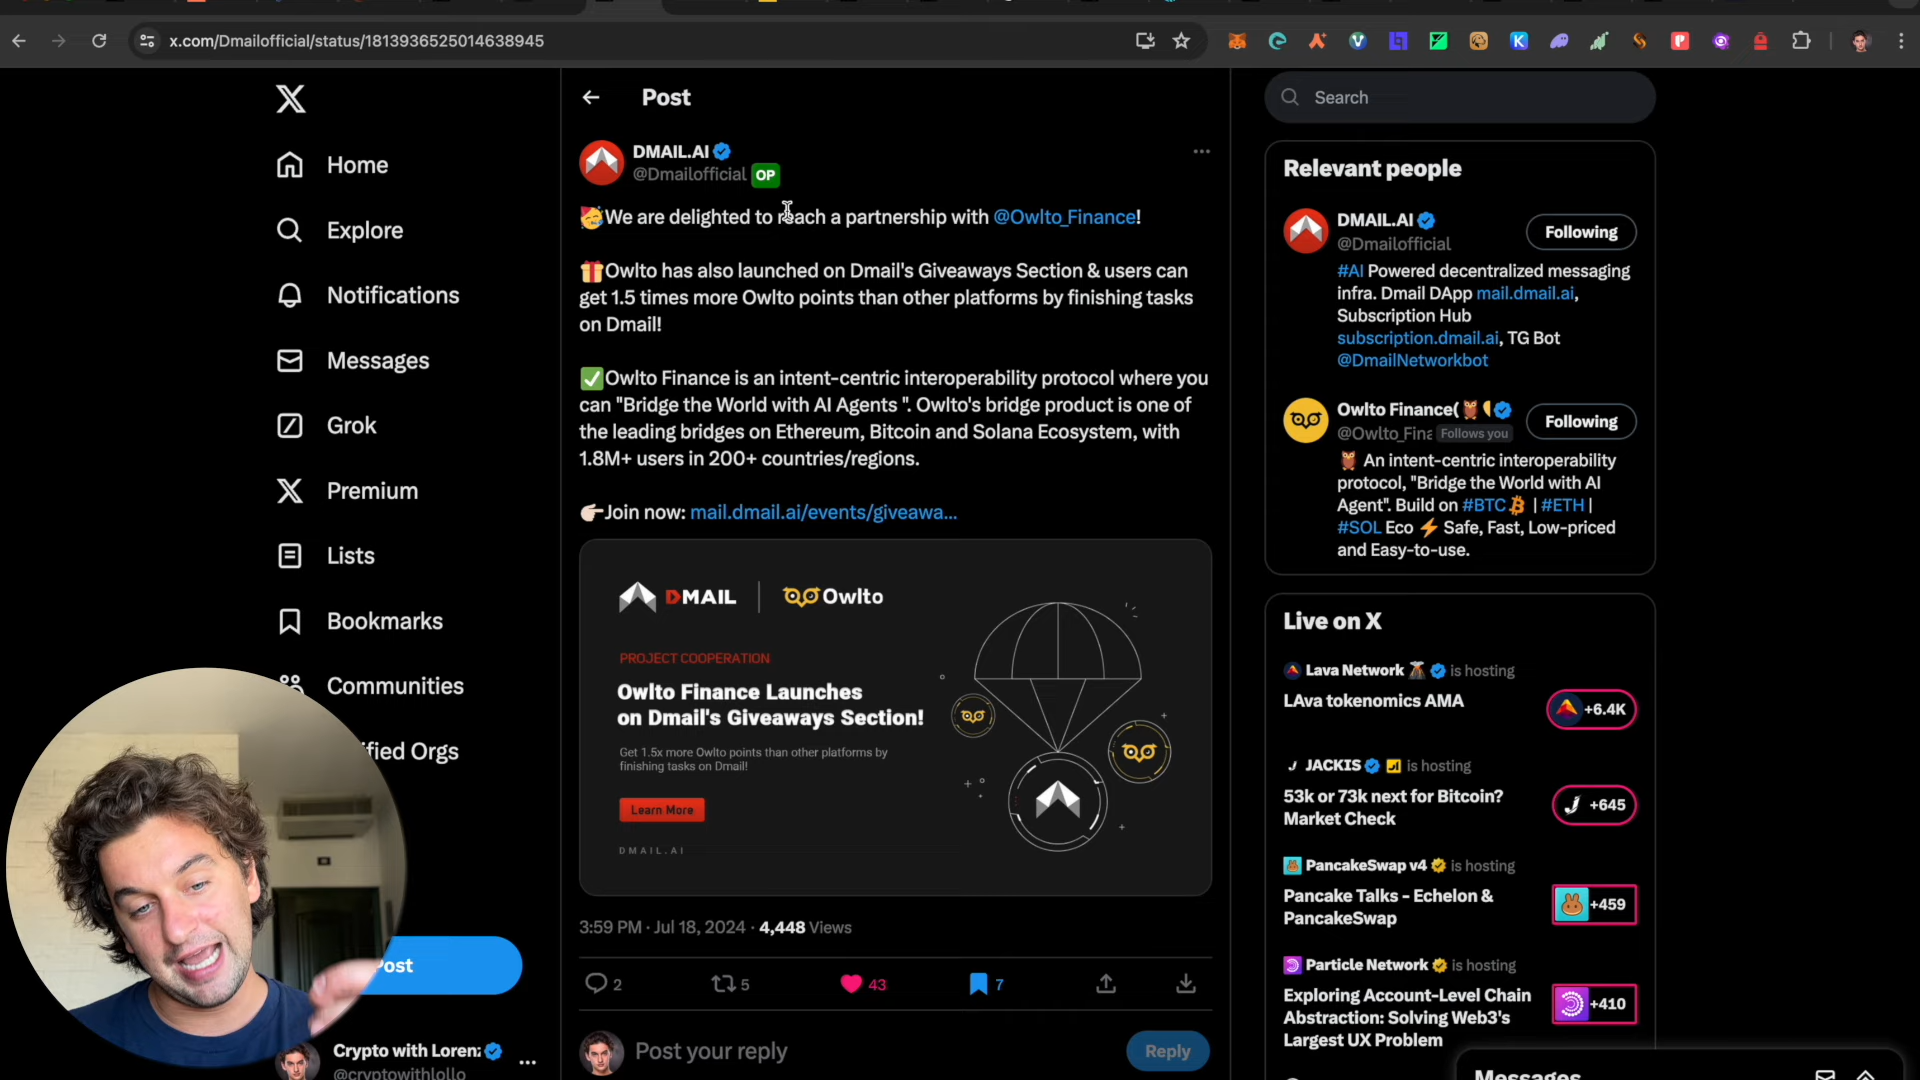 x.com/Dmailofficial/status/1813936525014638945
Home
Explore
Notifications
Messages
Grok
Premium
Lists
Bookmarks
Communities
fied Orgs
Post
Crypto with Lorenz
@cryptowithlollo
Post
DMAIL.AI
@Dmailofficial OP
🥳We are delighted to reach a partnership with @Owlto_Finance!
🎁Owlto has also launched on Dmail's Giveaways Section & users can
get 1.5 times more Owlto points than other platforms by finishing tasks
on Dmail!
✅Owlto Finance is an intent-centric interoperability protocol where you
can "Bridge the World with AI Agents ". Owlto's bridge product is one of
the leading bridges on Ethereum, Bitcoin and Solana Ecosystem, with
1.8M+ users in 200+ countries/regions.
👉🏻Join now: mail.dmail.ai/events/giveawa...
DMAIL | Owlto
PROJECT COOPERATION
Owlto Finance Launches
on Dmail's Giveaways Section!
Get 1.5x more Owlto points than other platforms by
finishing tasks on Dmail!
Learn More
DMAIL.AI
3:59 PM · Jul 18, 2024 · 4,448 Views
2 5 43 7
Post your reply
Reply
Search
Relevant people
DMAIL.AI
@Dmailofficial
Following
#AI Powered decentralized messaging
infra. Dmail DApp mail.dmail.ai,
Subscription Hub
subscription.dmail.ai, TG Bot
@DmailNetworkbot
Owlto Finance(🦉
@Owlto_Fina Follows you
Following
🦉 An intent-centric interoperability
protocol, "Bridge the World with AI
Agent". Build on #BTC | #ETH |
#SOL Eco ⚡ Safe, Fast, Low-priced
and Easy-to-use.
Live on X
Lava Network 🌋 is hosting
LAva tokenomics AMA
+6.4K
JACKIS is hosting
53k or 73k next for Bitcoin?
Market Check
+645
PancakeSwap v4 is hosting
Pancake Talks - Echelon &
PancakeSwap
+459
Particle Network is hosting
Exploring Account-Level Chain
Abstraction: Solving Web3's
Largest UX Problem
+410
Messages